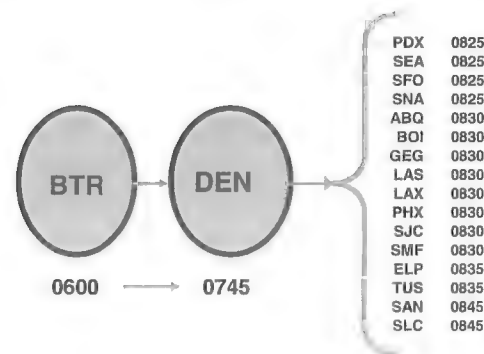 BTR
DEN
0600
0745
PDX 0825
SEA 0825
SFO 0825
SNA 0825
ABQ 0830
BOI 0830
GEG 0830
LAS 0830
LAX 0830
PHX 0830
SJC 0830
SMF 0830
ELP 0835
TUS 0835
SAN 0845
SLC 0845